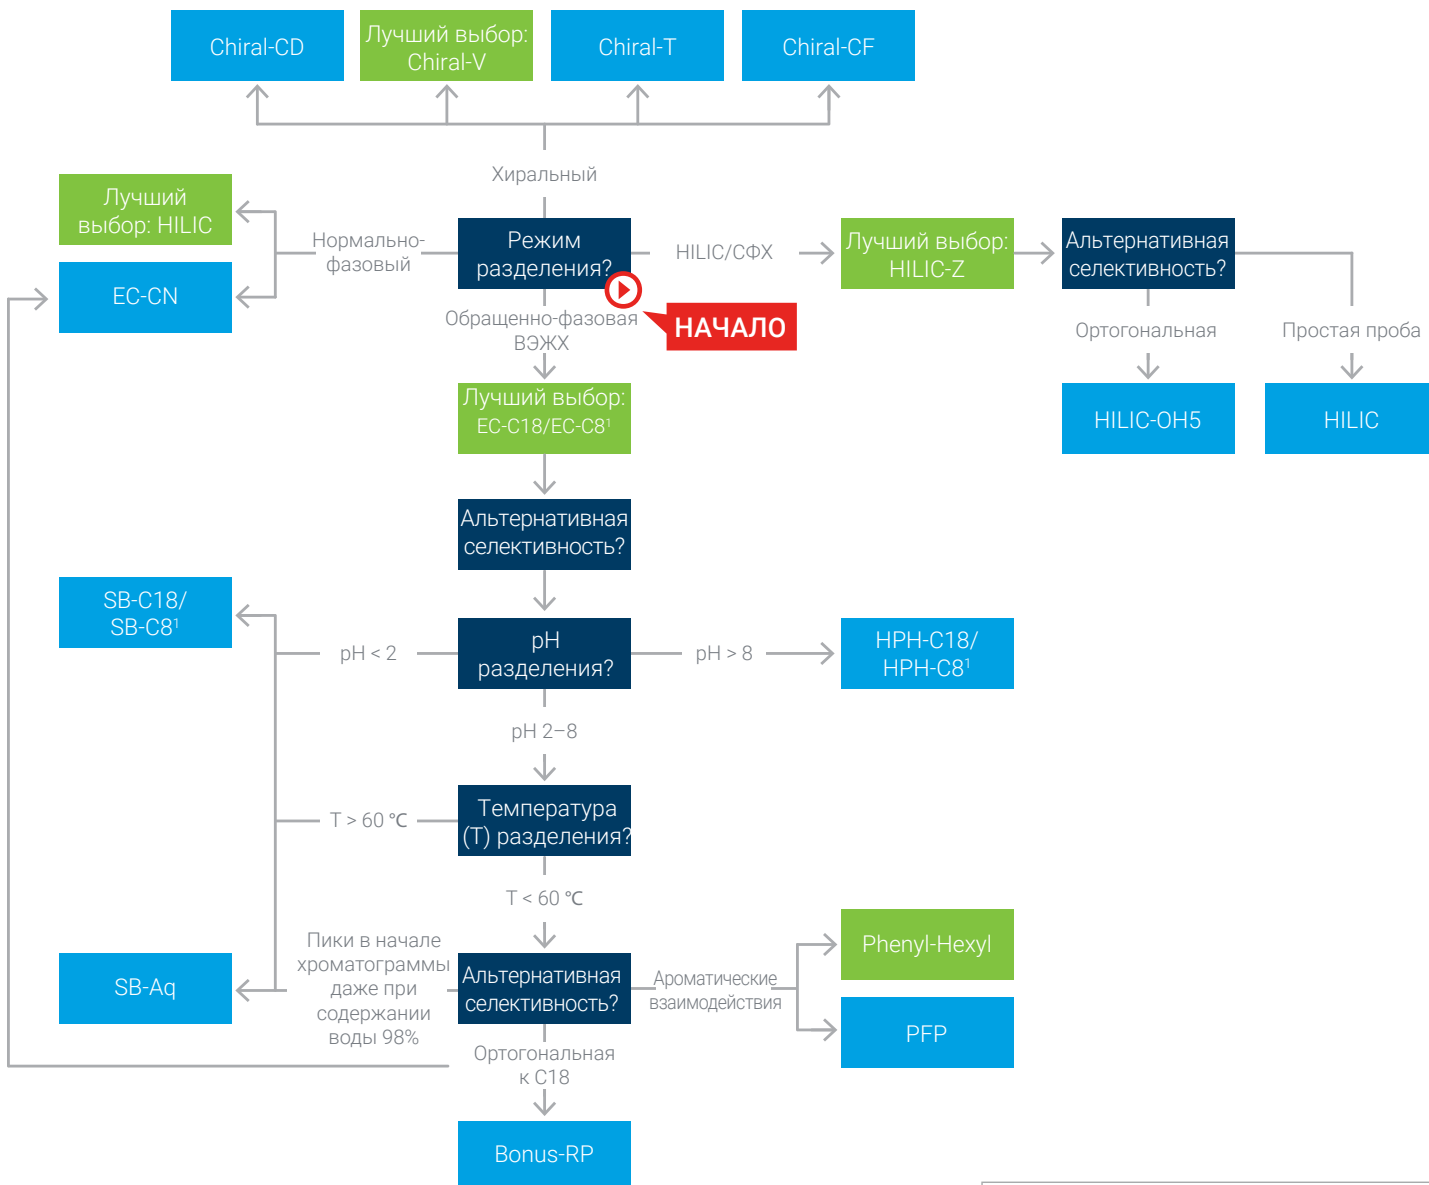 Chiral-CD
Лучший выбор:
Chiral-V
Chiral-T
Chiral-CF
Хиральный
Лучший
выбор: HILIC
Нормально-
фазовый
EC-CN
Режим
разделения?
HILIC/СФХ
Лучший выбор:
HILIC-Z
Альтернативная
селективность?
НАЧАЛО
Обращенно-фазовая
ВЭЖХ
Ортогональная
Простая проба
Лучший выбор:
EC-C18/EC-C8¹
HILIC-OH5
HILIC
Альтернативная
селективность?
SB-C18/
SB-C8¹
pH < 2
pH
разделения?
pH > 8
HPH-C18/
HPH-C8¹
pH 2–8
T > 60 °C
Температура
(T) разделения?
T < 60 °C
Пики в начале
хроматограммы
даже при
содержании
воды 98%
SB-Aq
Альтернативная
селективность?
Ароматические
взаимодействия
Phenyl-Hexyl
PFP
Ортогональная
к C18
Bonus-RP